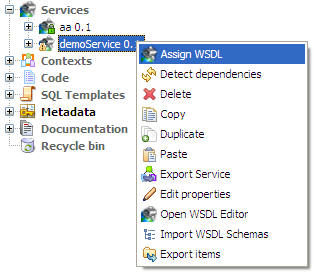 Services
aa 0.1
demoService 0.
Assign WSDL
Contexts
Detect dependencies
Code
Delete
SQL Templates
Copy
Metadata
Duplicate
Documentation
Paste
Recycle bin
Export Service
Edit properties
Open WSDL Editor
Import WSDL Schemas
Export items